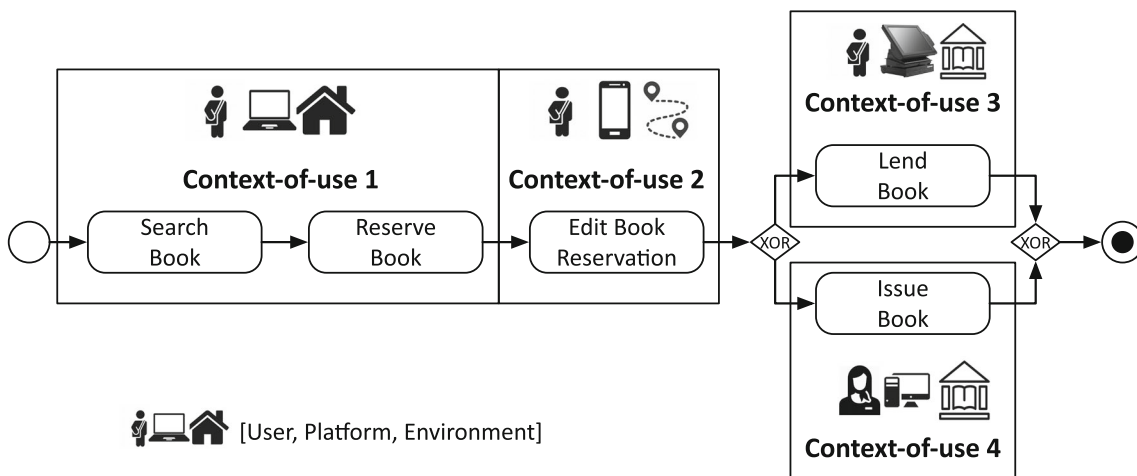 Context-of-use 1
Search
Book
Reserve
Book
Context-of-use 2
Edit Book
Reservation
XOR
Context-of-use 3
Lend
Book
Issue
Book
Context-of-use 4
XOR
[User, Platform, Environment]